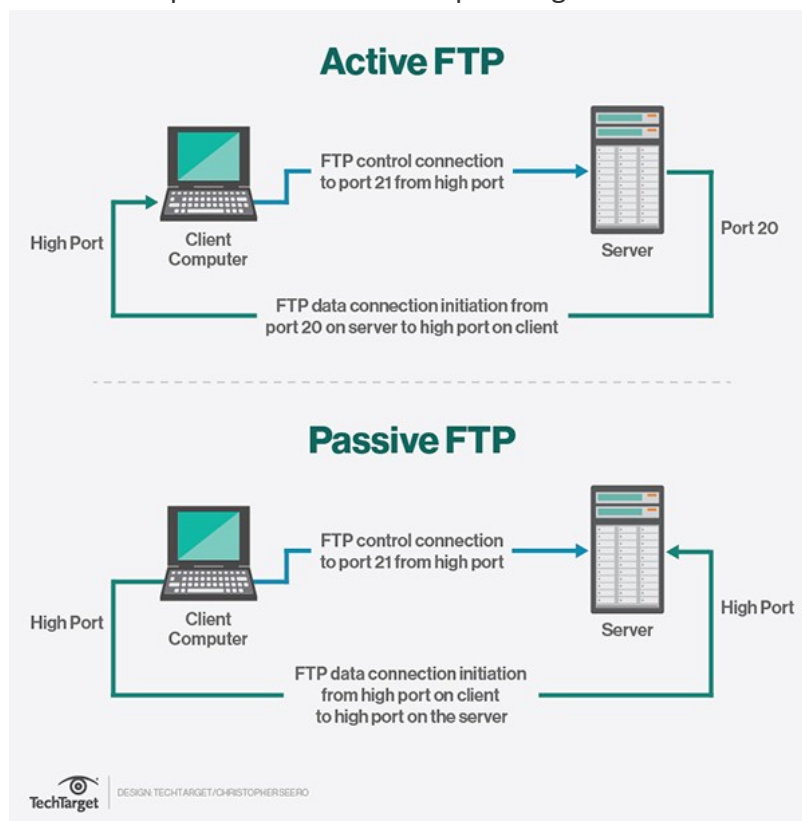 Active FTP
FTP control connection
to port 21 from high port
High Port
Client
Computer
Server
Port 20
FTP data connection initiation from
port 20 on server to high port on client
Passive FTP
FTP control connection
to port 21 from high port
High Port
Client
Computer
Server
High Port
FTP data connection initiation
from high port on client
to high port on the server
TechTarget
DESIGN: TECHTARGET/CHRISTOPHER SEERO